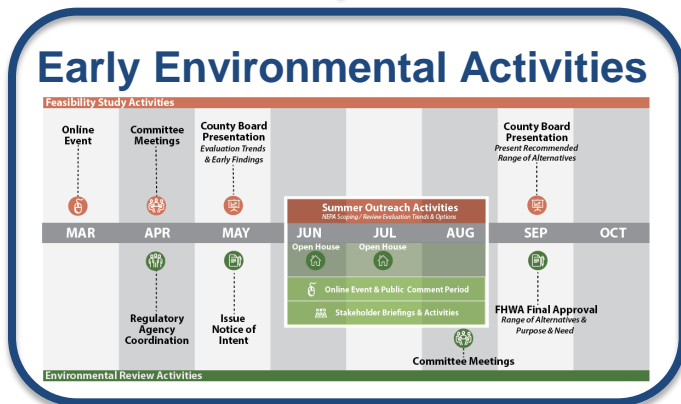 Early Environmental Activities
Feasibility Study Activities
Online
Event
Committee
Meetings
County Board
Presentation
Evaluation Trends
& Early Findings
County Board
Presentation
Present Recommended
Range of Alternatives
Summer Outreach Activities
NEPA Scoping / Review Evaluation Trends & Options
MAR APR MAY JUN JUL AUG SEP OCT
Open House Open House
Online Event & Public Comment Period
Stakeholder Briefings & Activities
Regulatory
Agency
Coordination
Issue
Notice of
Intent
FHWA Final Approval
Range of Alternatives &
Purpose & Need
Committee Meetings
Environmental Review Activities